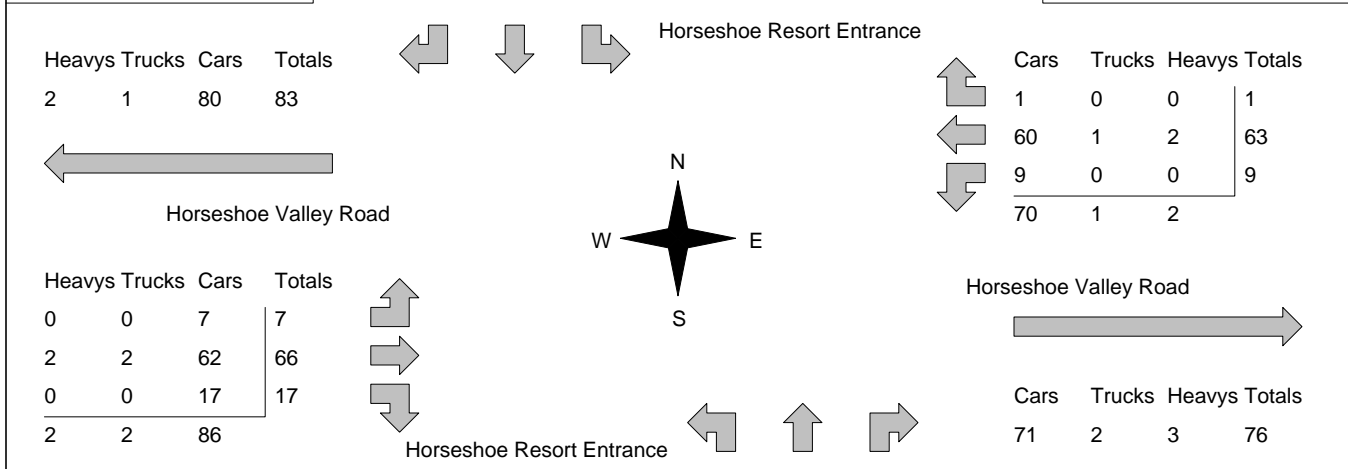 Horseshoe Resort Entrance
Heavys Trucks Cars Totals
2 1 80 83
Cars Trucks Heavys Totals
1 0 0 1
60 1 2 63
9 0 0 9
70 1 2
Horseshoe Valley Road
N
W E
S
Heavys Trucks Cars Totals
0 0 7 7
2 2 62 66
0 0 17 17
2 2 86
Horseshoe Valley Road
Cars Trucks Heavys Totals
71 2 3 76
Horseshoe Resort Entrance